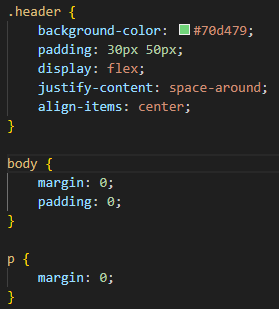 .header {
    background-color: #70d479;
    padding: 30px 50px;
    display: flex;
    justify-content: space-around;
    align-items: center;
}

body {
    margin: 0;
    padding: 0;
}

p {
    margin: 0;
}